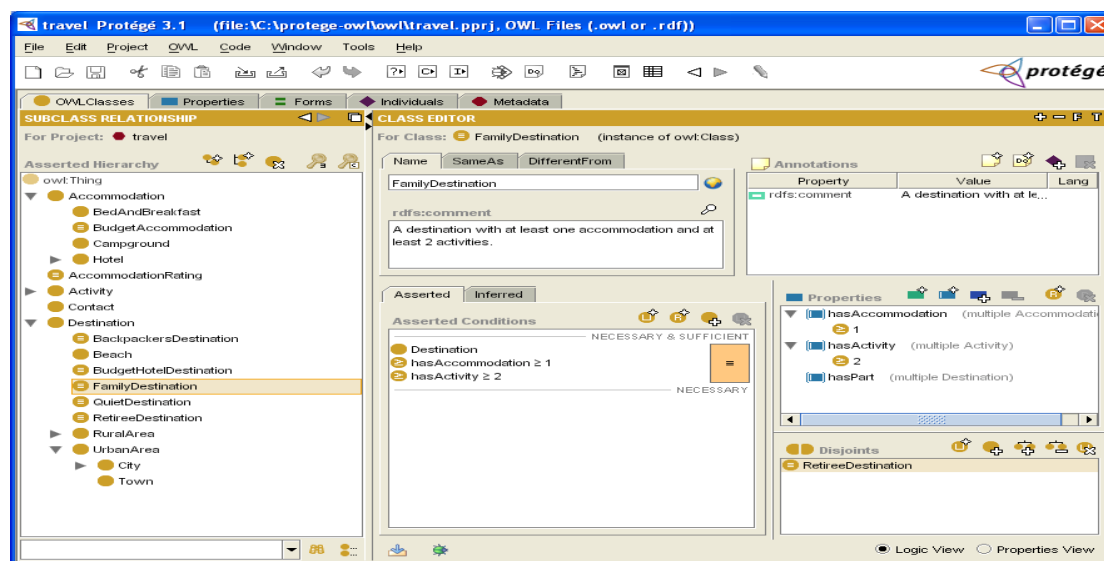 travel Protégé 3.1 (file:\C:\protege-owl\owl\travel.pprj, OWL Files (.owl or .rdf))
File Edit Project OWL Code Window Tools Help
protégé
OWLClasses Properties Forms Individuals Metadata
SUBCLASS RELATIONSHIP
For Project: travel
Asserted Hierarchy
owl:Thing
Accommodation
BedAndBreakfast
BudgetAccommodation
Campground
Hotel
AccommodationRating
Activity
Contact
Destination
BackpackersDestination
Beach
BudgetHotelDestination
FamilyDestination
QuietDestination
RetireeDestination
RuralArea
UrbanArea
City
Town
CLASS EDITOR
For Class: FamilyDestination (instance of owl:Class)
Name SameAs DifferentFrom
FamilyDestination
rdfs:comment
A destination with at least one accommodation and at
least 2 activities.
Annotations
Property Value Lang
rdfs:comment A destination with at le...
Asserted Inferred
Asserted Conditions
NECESSARY & SUFFICIENT
Destination
hasAccommodation ≥ 1
hasActivity ≥ 2
NECESSARY
Properties
hasAccommodation (multiple Accommodati
1
hasActivity (multiple Activity)
2
hasPart (multiple Destination)
Disjoints
RetireeDestination
Logic View Properties View